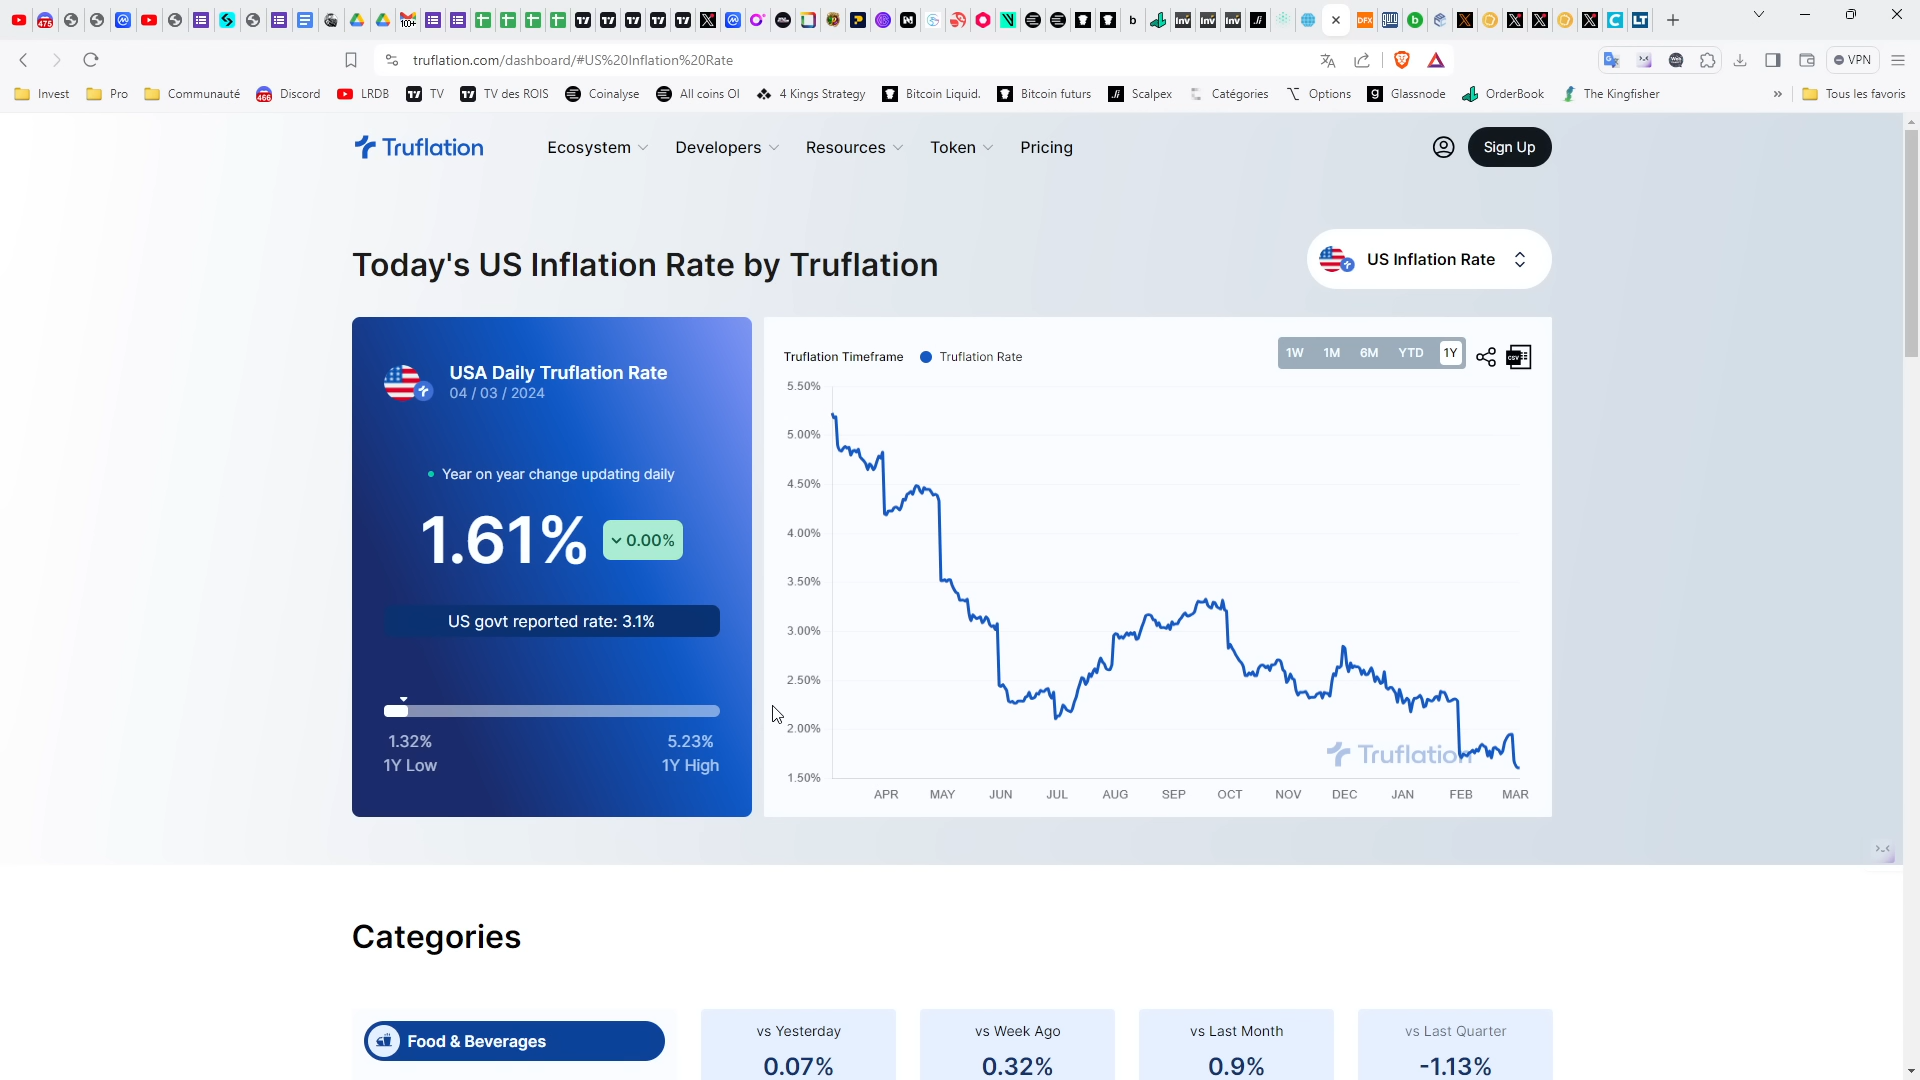 truflation.com/dashboard/#US%20Inflation%20Rate
VPN
Invest
Pro
Communauté
Discord
LRDB
TV
TV des ROIS
Coinalyse
All coins OI
4 Kings Strategy
Bitcoin Liquid.
Bitcoin futurs
Scalpex
Catégories
Options
Glassnode
OrderBook
The Kingfisher
»
Tous les favoris
Truflation
Ecosystem
Developers
Resources
Token
Pricing
Sign Up
Today's US Inflation Rate by Truflation
US Inflation Rate
USA Daily Truflation Rate
04 / 03 / 2024
Year on year change updating daily
1.61%
0.00%
US govt reported rate: 3.1%
1.32%
5.23%
1Y Low
1Y High
Truflation Timeframe
Truflation Rate
1W
1M
6M
YTD
1Y
CSV
5.50%
5.00%
4.50%
4.00%
3.50%
3.00%
2.50%
2.00%
1.50%
Truflation
APR
MAY
JUN
JUL
AUG
SEP
OCT
NOV
DEC
JAN
FEB
MAR
Categories
Food & Beverages
vs Yesterday
0.07%
vs Week Ago
0.32%
vs Last Month
0.9%
vs Last Quarter
-1.13%